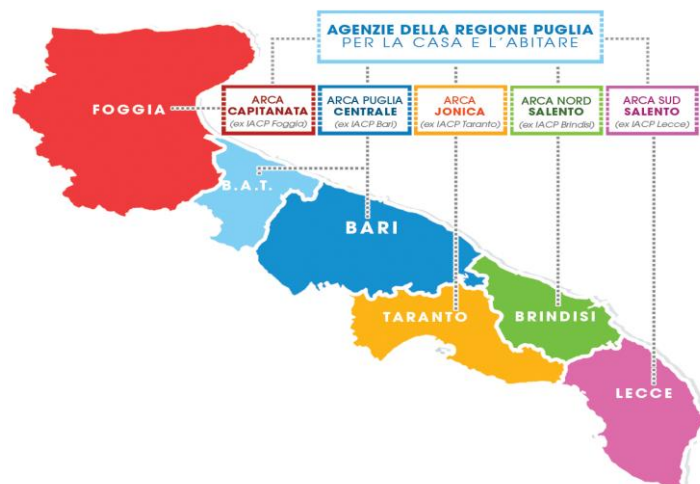 AGENZIE DELLA REGIONE PUGLIA
PER LA CASA E L'ABITARE
ARCA
CAPITANATA
(ex IACP Foggia)
ARCA PUGLIA
CENTRALE
(ex IACP Bari)
ARCA
JONICA
(ex IACP Taranto)
ARCA NORD
SALENTO
(ex IACP Brindisi)
ARCA SUD
SALENTO
(ex IACP Lecce)
FOGGIA
B.A.T.
BARI
TARANTO
BRINDISI
LECCE